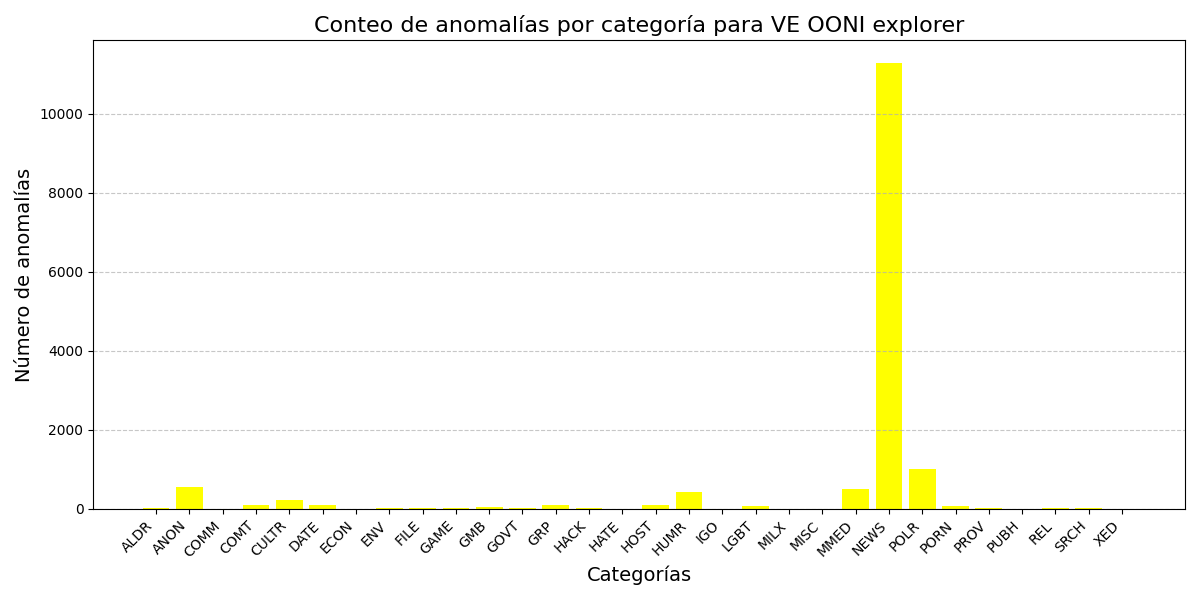 Conteo de anomalías por categoría para VE OONI explorer
Número de anomalías
10000
8000
6000
4000
2000
0
ALDR
ANON
COMM
COMT
CULTR
DATE
ECON
ENV
FILE
GAME
GMB
GOVT
GRP
HACK
HATE
HOST
HUMR
IGO
LGBT
MILX
MISC
MMED
NEWS
POLR
PORN
PROV
PUBH
REL
SRCH
XED
Categorías